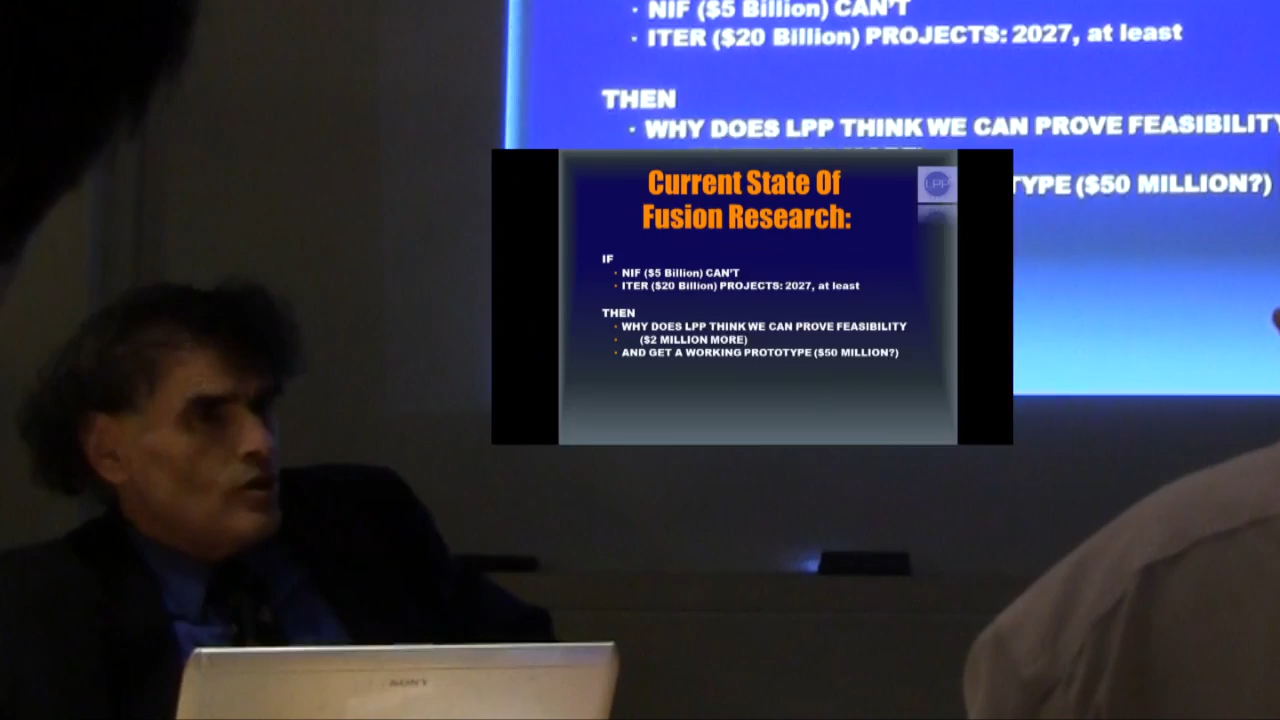 NIF ($5 Billion) CAN'T
ITER ($20 Billion) PROJECTS: 2027, at least
THEN
WHY DOES LPP THINK WE CAN PROVE FEASIBILITY
TYPE ($50 MILLION?)
Current State Of
Fusion Research:
LPP
IF
NIF ($5 Billion) CAN'T
ITER ($20 Billion) PROJECTS: 2027, at least
THEN
WHY DOES LPP THINK WE CAN PROVE FEASIBILITY
($2 MILLION MORE)
AND GET A WORKING PROTOTYPE ($50 MILLION?)
SONY